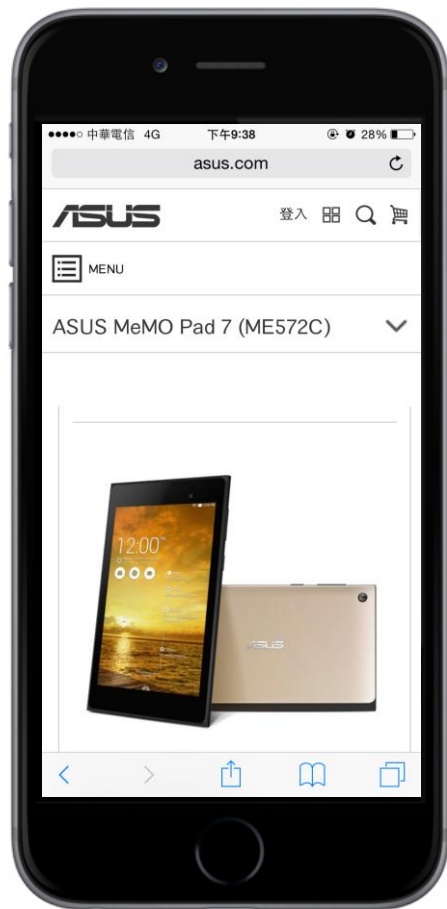 中華電信 4G 下午9:38 28%
asus.com
ASUS 登入
MENU
ASUS MeMO Pad 7 (ME572C)
12:00
ASUS